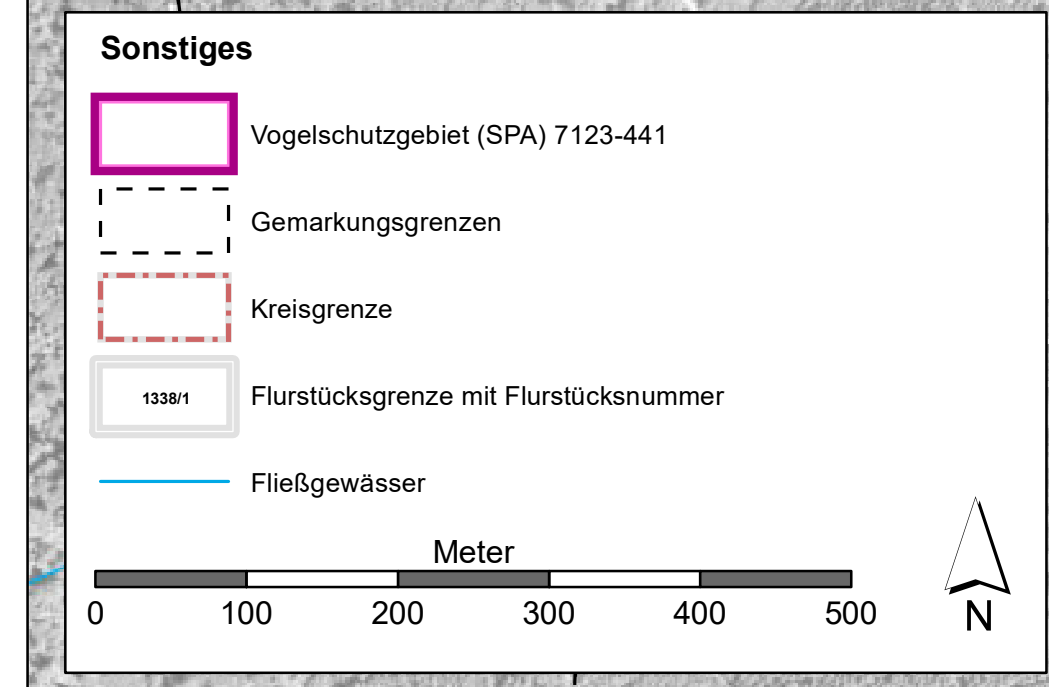 Sonstiges
Vogelschutzgebiet (SPA) 7123-441
Gemarkungsgrenzen
Kreisgrenze
1338/1 Flurstücksgrenze mit Flurstücksnummer
Fließgewässer
Meter
0 100 200 300 400 500
N